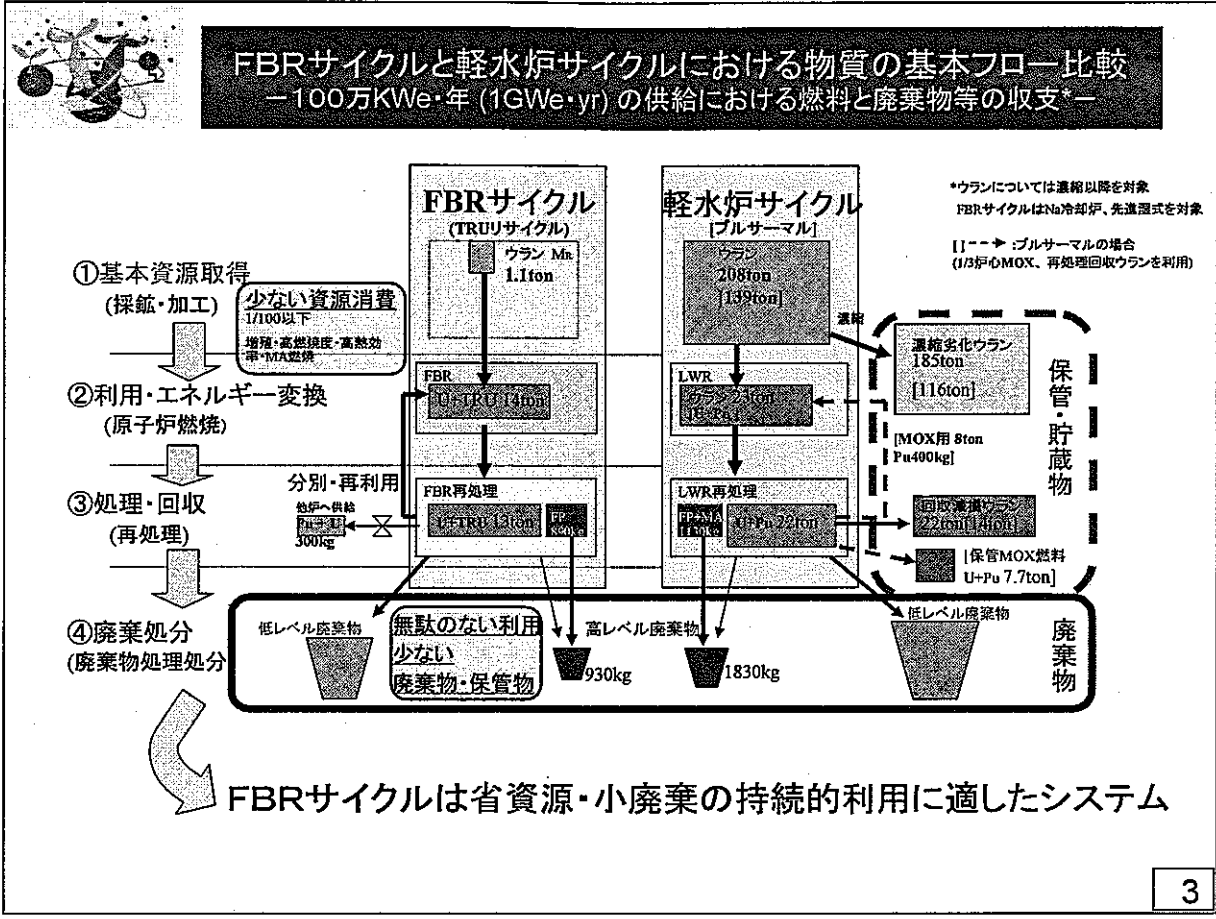 FBRサイクルと軽水炉サイクルにおける物質の基本フロー比較
－100万KWe・年 (1GWe・yr) の供給における燃料と廃棄物等の収支*－
FBRサイクル
(TRUリサイクル)
軽水炉サイクル
[プルサーマル]
*ウランについては濃縮以降を対象
FBRサイクルはNa冷却炉、先進湿式を対象
[ ] :プルサーマルの場合
(1/3炉心MOX、再処理回収ウランを利用)
①基本資源取得
(採鉱・加工)
少ない資源消費
1/100以下
増殖・高燃焼度・高熱効
率・MA燃焼
ウラン
1.1ton
ウラン
208ton
[139ton]
濃縮
濃縮劣化ウラン
185ton
[116ton]
保管・貯蔵物
②利用・エネルギー変換
(原子炉燃焼)
FBR
U+TRU 14ton
LWR
ウラン 23ton
[U+Pu]
[MOX用 8ton
Pu400kg]
③処理・回収
(再処理)
分別・再利用
他炉へ供給
Pu + U
300kg
FBR再処理
U+TRU 13ton
LWR再処理
U+Pu 22ton
回収減損ウラン
22ton[14ton]
[保管MOX燃料
U+Pu 7.7ton]
④廃棄処分
(廃棄物処理処分)
低レベル廃棄物
無駄のない利用
少ない
廃棄物・保管物
高レベル廃棄物
930kg
1830kg
低レベル廃棄物
廃棄物
FBRサイクルは省資源・小廃棄の持続的利用に適したシステム
3